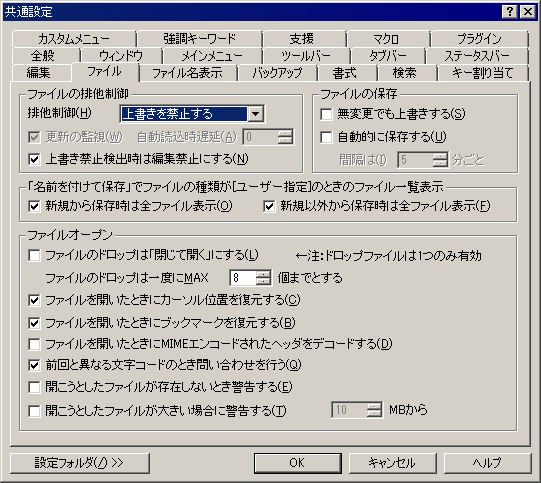 共通設定
カスタムメニュー 強調キーワード 支援 マクロ プラグイン
全般 ウィンドウ メインメニュー ツールバー タブバー ステータスバー
編集 ファイル ファイル名表示 バックアップ 書式 検索 キー割り当て
ファイルの排他制御
排他制御(H) 上書きを禁止する
更新の監視(W) 自動読込時遅延(A) 0
上書き禁止検出時は編集禁止にする(N)
ファイルの保存
無変更でも上書きする(S)
自動的に保存する(U)
間隔は(I) 5 分ごと
「名前を付けて保存」でファイルの種類が[ユーザー指定]のときのファイル一覧表示
新規から保存時は全ファイル表示(O) 新規以外から保存時は全ファイル表示(F)
ファイルオープン
ファイルのドロップは「閉じて開く」にする(L) ←注:ドロップファイルは1つのみ有効
ファイルのドロップは一度にMAX 8 個までとする
ファイルを開いたときにカーソル位置を復元する(C)
ファイルを開いたときにブックマークを復元する(B)
ファイルを開いたときにMIMEエンコードされたヘッダをデコードする(D)
前回と異なる文字コードのとき問い合わせを行う(Q)
開こうとしたファイルが存在しないとき警告する(E)
開こうとしたファイルが大きい場合に警告する(T) 10 MBから
設定フォルダ(/) >> OK キャンセル ヘルプ